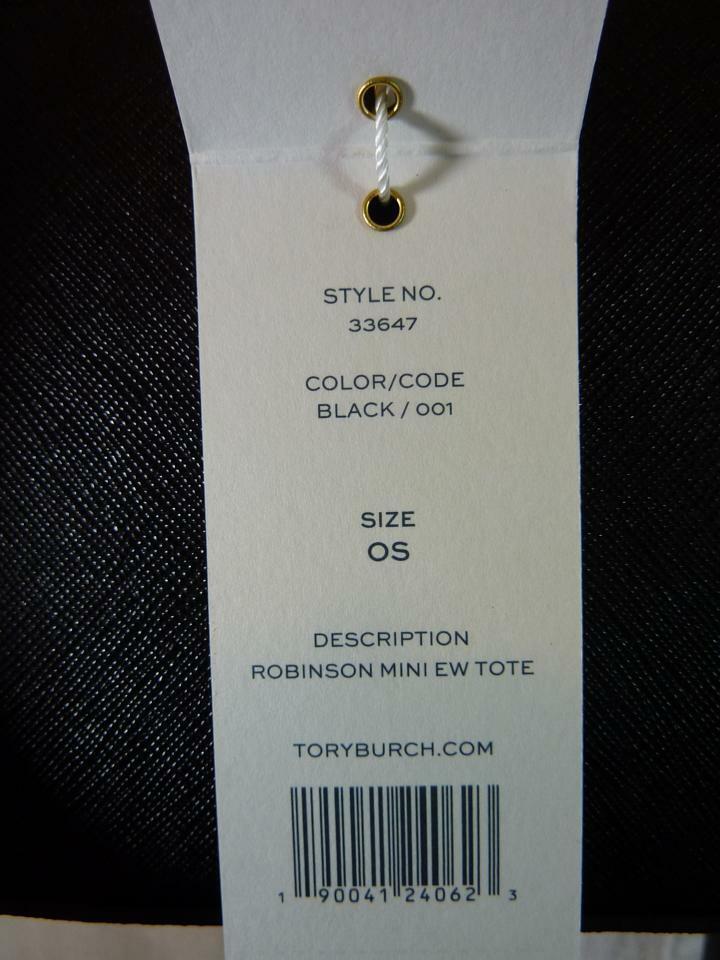 STYLE NO.
33647
COLOR/CODE
BLACK / 001
SIZE
OS
DESCRIPTION
ROBINSON MINI EW TOTE
TORYBURCH.COM
1 90041 24062 3